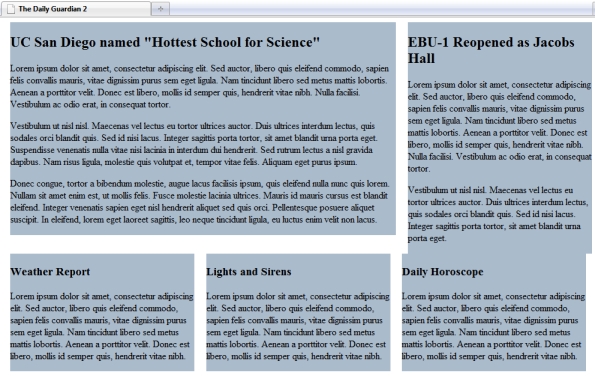 The Daily Guardian 2
UC San Diego named "Hottest School for Science"
Lorem ipsum dolor sit amet, consectetur adipiscing elit. Sed auctor, libero quis eleifend commodo, sapien
felis convallis mauris, vitae dignissim purus sem eget ligula. Nam tincidunt libero sed metus mattis lobortis.
Aenean a porttitor velit. Donec est libero, mollis id semper quis, hendrerit vitae nibh. Nulla facilisi.
Vestibulum ac odio erat, in consequat tortor.
Vestibulum ut nisl nisl. Maecenas vel lectus eu tortor ultrices auctor. Duis ultrices interdum lectus, quis
sodales orci blandit quis. Sed id nisi lacus. Integer sagittis porta tortor, sit amet blandit urna porta eget.
Suspendisse venenatis nulla vitae nisi lacinia in interdum dui hendrerit. Sed rutrum lectus a nisl gravida
dapibus. Nam risus ligula, molestie quis volutpat et, tempor vitae felis. Aliquam eget purus ipsum.
Donec congue, tortor a bibendum molestie, augue lacus facilisis ipsum, quis eleifend nulla nunc quis lorem.
Nullam sit amet enim est, ut mollis felis. Fusce molestie lacinia ultrices. Mauris id mauris cursus est blandit
eleifend. Integer venenatis sapien eget nisl hendrerit aliquet sed quis orci. Pellentesque posuere aliquet
suscipit. In eleifend, lorem eget laoreet sagittis, leo neque tincidunt ligula, eu luctus enim velit non lacus.
EBU-1 Reopened as Jacobs
Hall
Lorem ipsum dolor sit amet, consectetur adipiscing
elit. Sed auctor, libero quis eleifend commodo,
sapien felis convallis mauris, vitae dignissim purus
sem eget ligula. Nam tincidunt libero sed metus
mattis lobortis. Aenean a porttitor velit. Donec est
libero, mollis id semper quis, hendrerit vitae nibh.
Nulla facilisi. Vestibulum ac odio erat, in consequat
tortor.
Vestibulum ut nisl nisl. Maecenas vel lectus eu
tortor ultrices auctor. Duis ultrices interdum lectus,
quis sodales orci blandit quis. Sed id nisi lacus.
Integer sagittis porta tortor, sit amet blandit urna
porta eget.
Weather Report
Lorem ipsum dolor sit amet, consectetur adipiscing
elit. Sed auctor, libero quis eleifend commodo,
sapien felis convallis mauris, vitae dignissim purus
sem eget ligula. Nam tincidunt libero sed metus
mattis lobortis. Aenean a porttitor velit. Donec est
libero, mollis id semper quis, hendrerit vitae nibh.
Lights and Sirens
Lorem ipsum dolor sit amet, consectetur adipiscing
elit. Sed auctor, libero quis eleifend commodo,
sapien felis convallis mauris, vitae dignissim purus
sem eget ligula. Nam tincidunt libero sed metus
mattis lobortis. Aenean a porttitor velit. Donec est
libero, mollis id semper quis, hendrerit vitae nibh.
Daily Horoscope
Lorem ipsum dolor sit amet, consectetur adipiscing
elit. Sed auctor, libero quis eleifend commodo,
sapien felis convallis mauris, vitae dignissim purus
sem eget ligula. Nam tincidunt libero sed metus
mattis lobortis. Aenean a porttitor velit. Donec est
libero, mollis id semper quis, hendrerit vitae nibh.